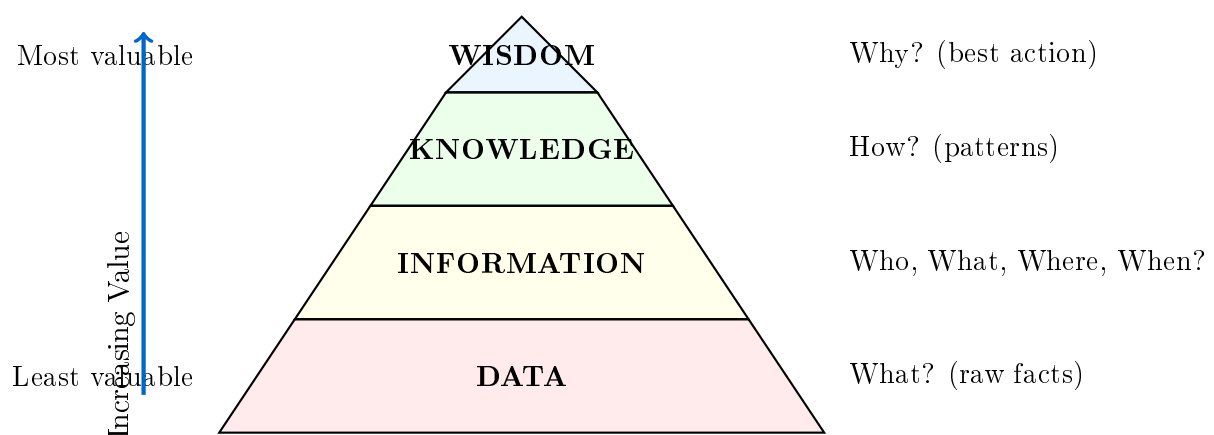 Most valuable
WISDOM
Why? (best action)
KNOWLEDGE
How? (patterns)
INFORMATION
Who, What, Where, When?
Increasing Value
Least valuable
DATA
What? (raw facts)